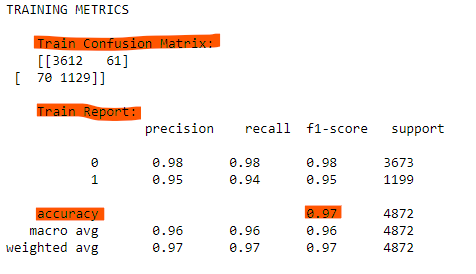 TRAINING METRICS
Train Confusion Matrix:
[[3612 61]
[ 70 1129]]
Train Report:
precision recall f1-score support
0 0.98 0.98 0.98 3673
1 0.95 0.94 0.95 1199
accuracy 0.97 4872
macro avg 0.96 0.96 0.96 4872
weighted avg 0.97 0.97 0.97 4872